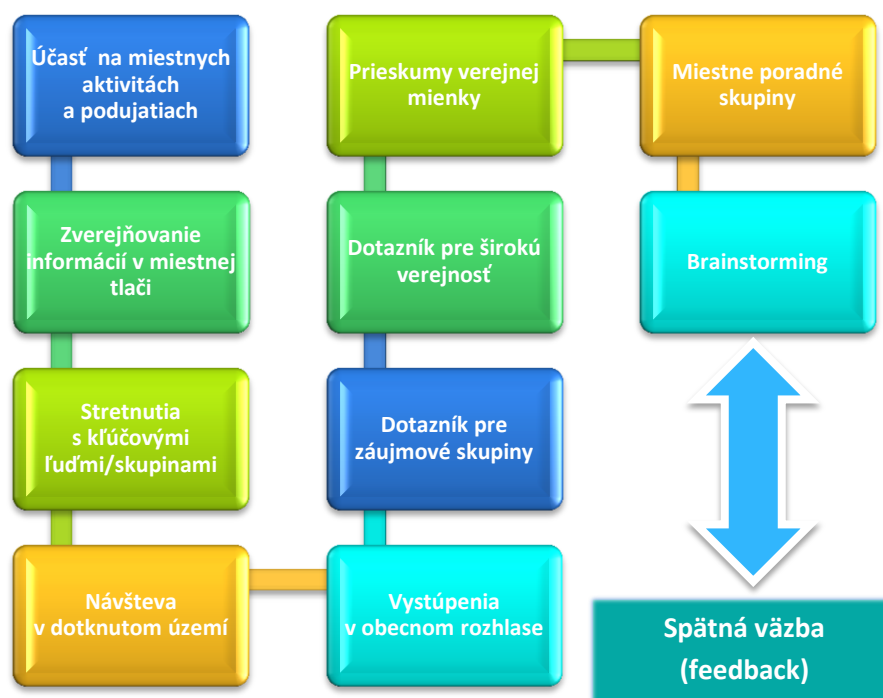 Účasť na miestnych
aktivitách
a podujatiach
Zverejňovanie
informácií v miestnej
tlači
Stretnutia
s kľúčovými
ľuďmi/skupinami
Návšteva
v dotknutom území
Vystúpenia
v obecnom rozhlase
Dotazník pre
záujmové skupiny
Dotazník pre širokú
verejnosť
Prieskumy verejnej
mienky
Miestne poradné
skupiny
Brainstorming
Spätná väzba
(feedback)